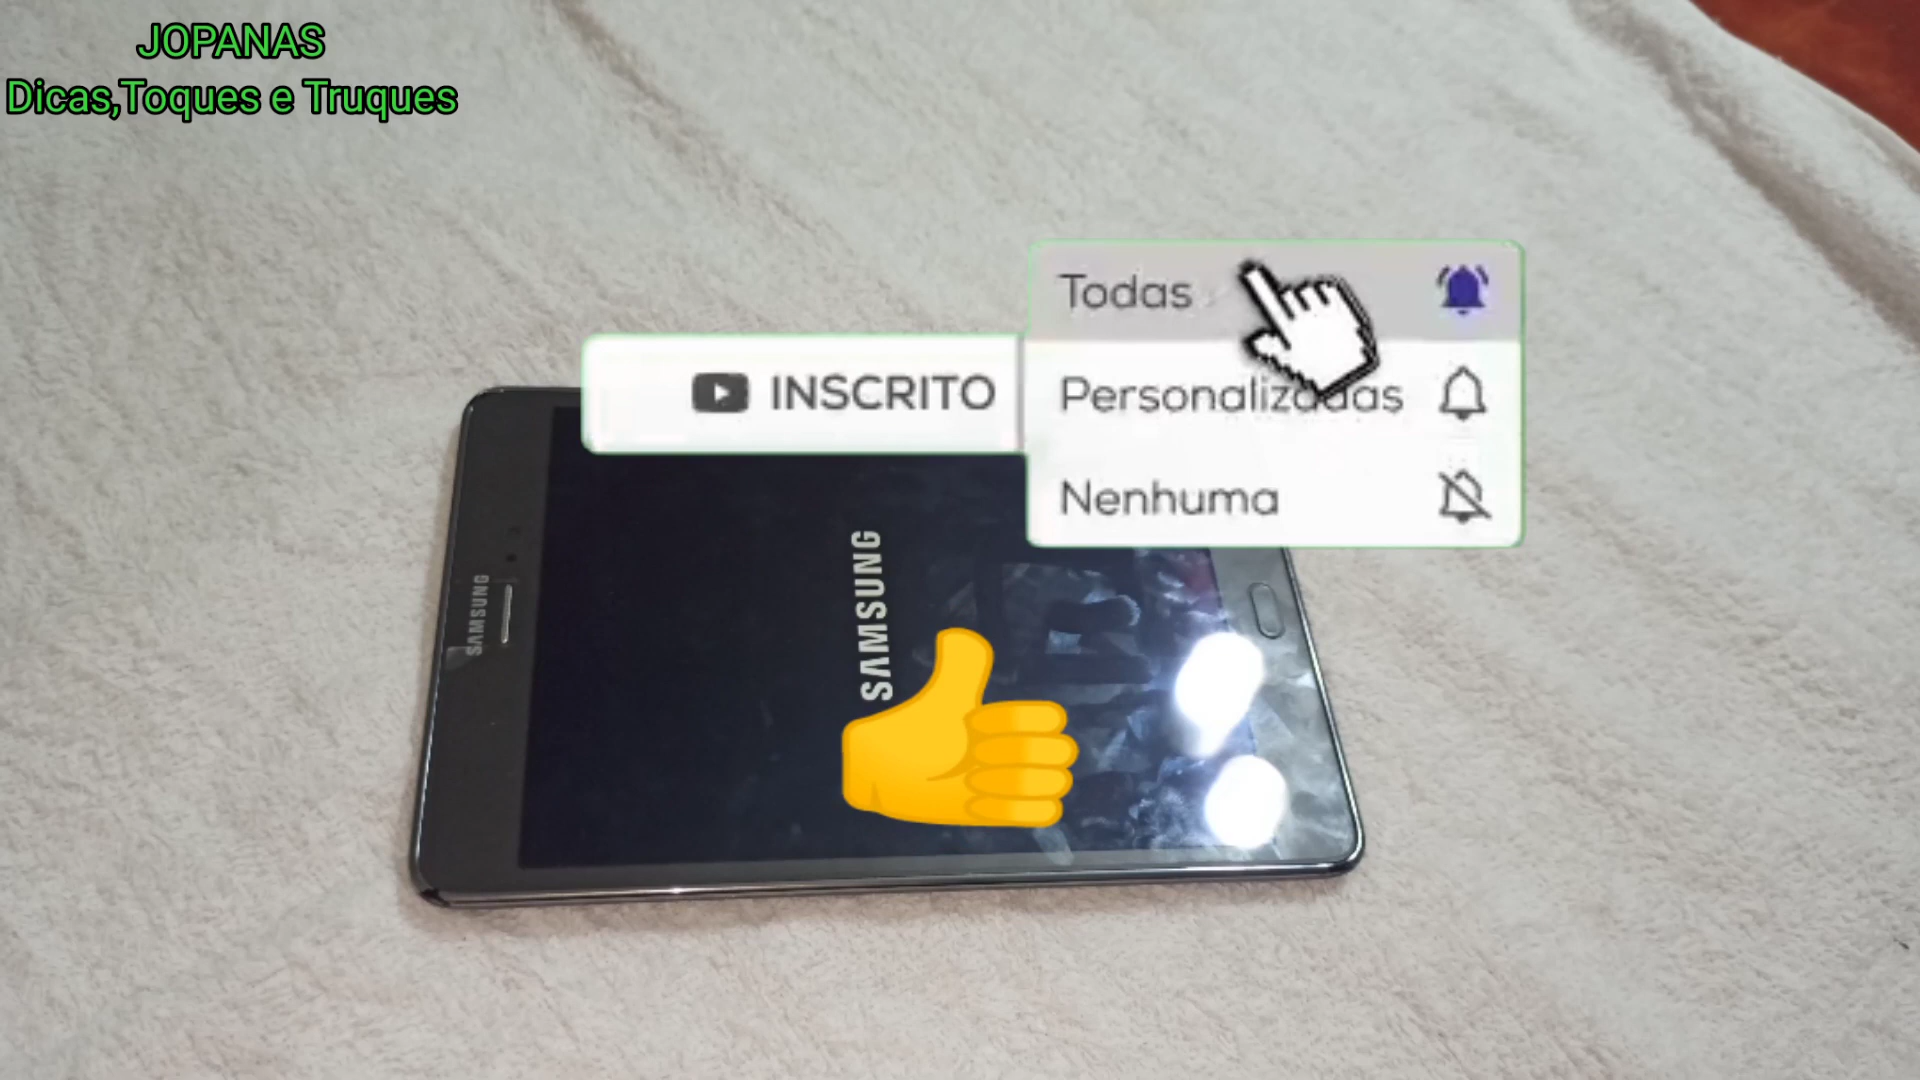 JOPANAS
Dicas,Toques e Truques
Todas
INSCRITO
Personalizadas
Nenhuma
SAMSUNG
SAMSUNG